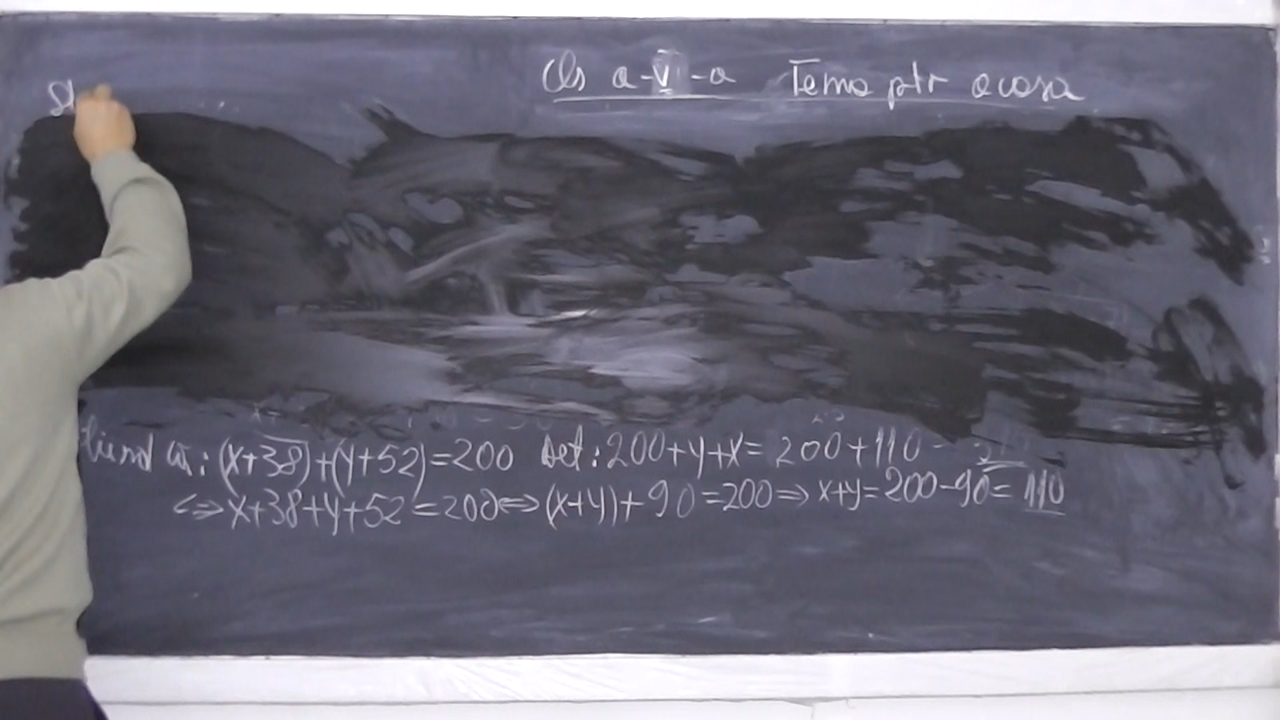 Cls a-VI-a Tema ptr acasa
că: (x+38)+(y+52)=200 det: 200+y+x= 200+110=
<=> x+38+y+52=200 <=> (x+y)+90=200 => x+y=200-90=110